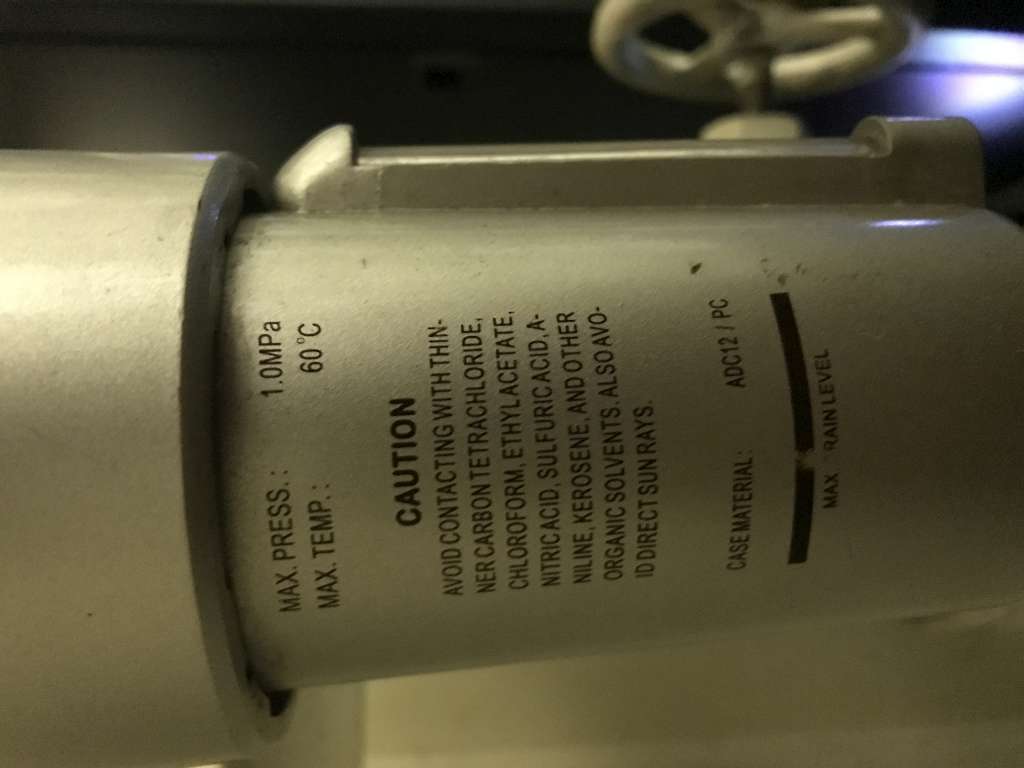 MAX. PRESS. : 1.0MPa
MAX. TEMP. : 60°C
CAUTION
AVOID CONTACTING WITH THIN-
NER CARBON TETRACHLORIDE,
CHLOROFORM, ETHYL ACETATE,
NITRIC ACID, SULFURIC ACID, A-
NILINE, KEROSENE, AND OTHER
ORGANIC SOLVENTS. ALSO AVO-
ID DIRECT SUN RAYS.
CASE MATERIAL: ADC12 / PC
MAX RAIN LEVEL